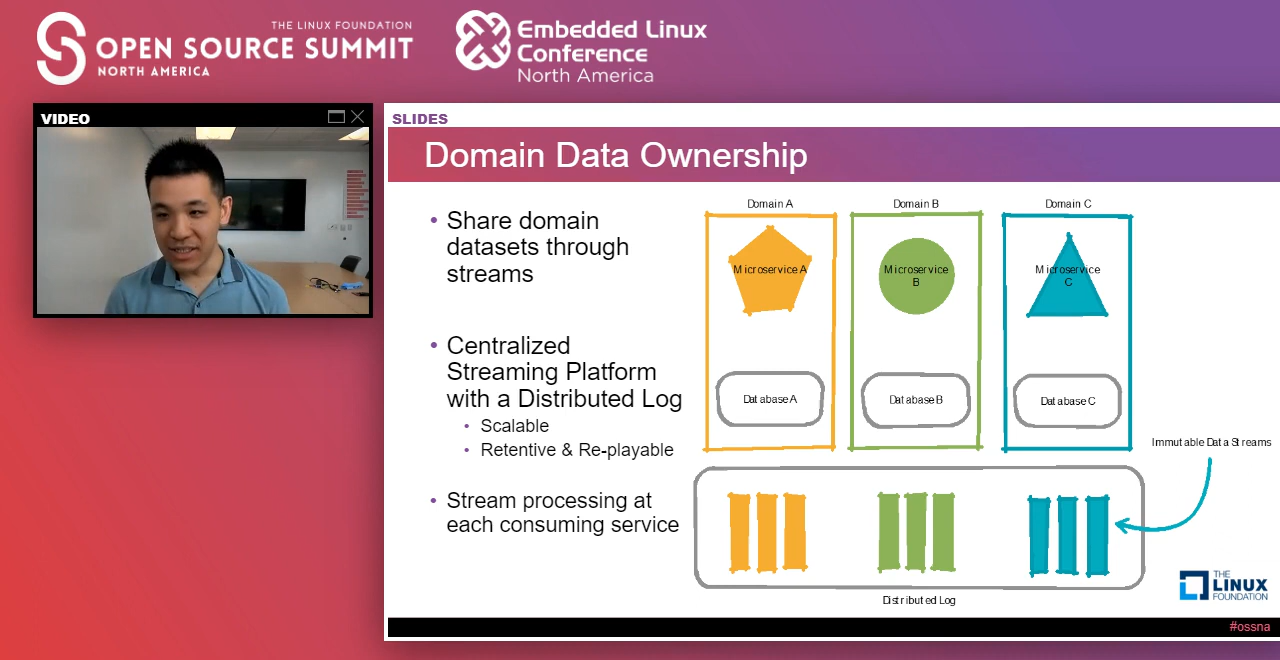 THE LINUX FOUNDATION
OPEN SOURCE SUMMIT
NORTH AMERICA
Embedded Linux
Conference
North America
VIDEO
SLIDES
Domain Data Ownership
• Share domain
datasets through
streams
• Centralized
Streaming Platform
with a Distributed Log
• Scalable
• Retentive & Re-playable
• Stream processing at
each consuming service
Domain A
Domain B
Domain C
Microservice A
Microservice
B
Microservice
C
Database A
Database B
Database C
Immutable Data Streams
Distributed Log
THE
LINUX
FOUNDATION
#ossna